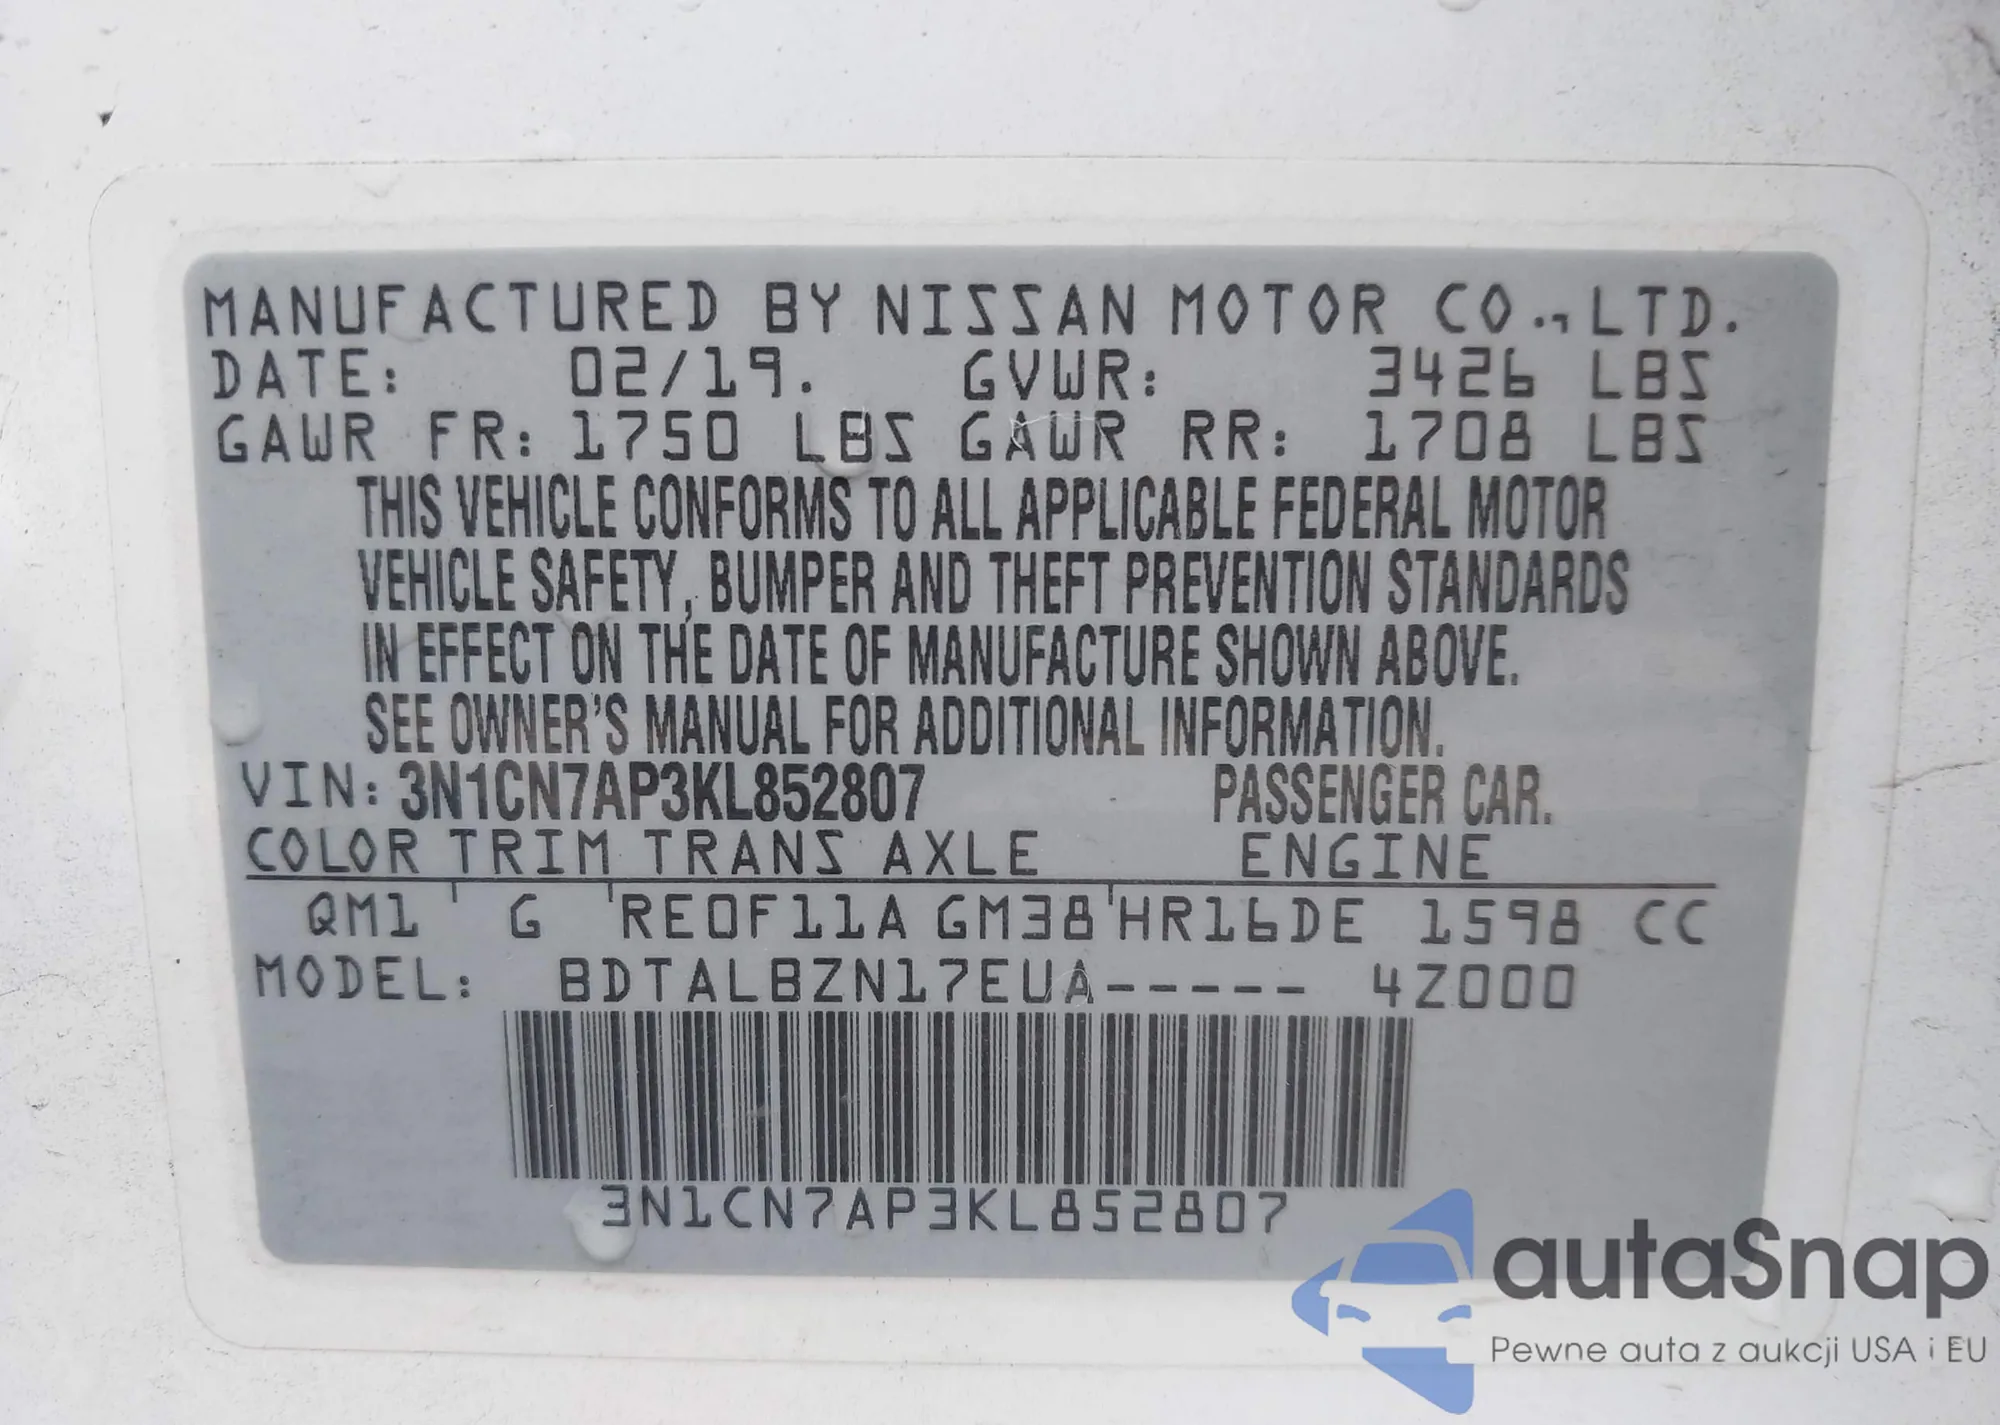 MANUFACTURED BY NISSAN MOTOR CO., LTD.
DATE: 02/19. GVWR: 3426 LBS
GAWR FR: 1750 LBS GAWR RR: 1708 LBS
THIS VEHICLE CONFORMS TO ALL APPLICABLE FEDERAL MOTOR
VEHICLE SAFETY, BUMPER AND THEFT PREVENTION STANDARDS
IN EFFECT ON THE DATE OF MANUFACTURE SHOWN ABOVE.
SEE OWNER'S MANUAL FOR ADDITIONAL INFORMATION.
VIN: 3N1CN7AP3KL852807 PASSENGER CAR.
COLOR TRIM TRANS AXLE ENGINE
QM1 G RE0F11A GM38 HR16DE 1598 CC
MODEL: BDTALBZN17EUA----- 4Z000
3N1CN7AP3KL852807
autaSnap
Pewne auta z aukcji USA i EU